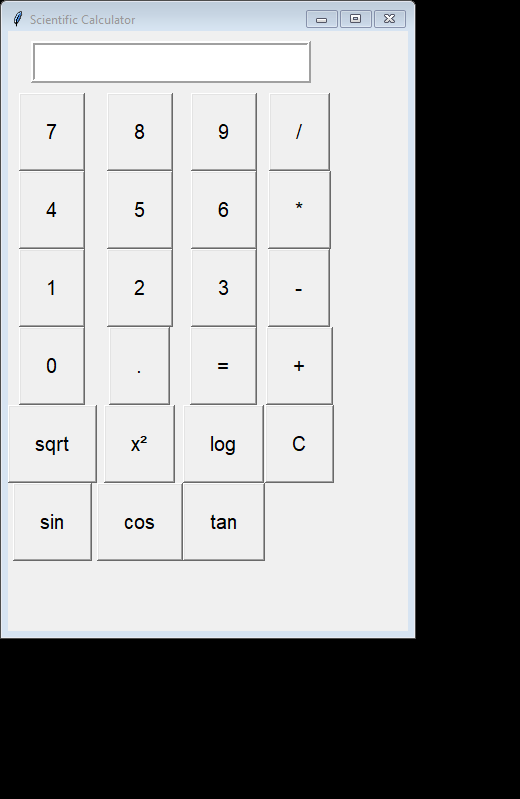 Scientific Calculator
7 8 9 /
4 5 6 *
1 2 3 -
0 . = +
sqrt x² log C
sin cos tan